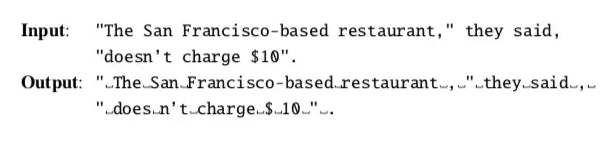 Input: "The San Francisco-based restaurant," they said,
"doesn't charge $10".
Output: "␣The␣San␣Francisco-based␣restaurant␣,␣"␣they␣said␣,␣
"␣does␣n't␣charge␣$␣10␣"␣.